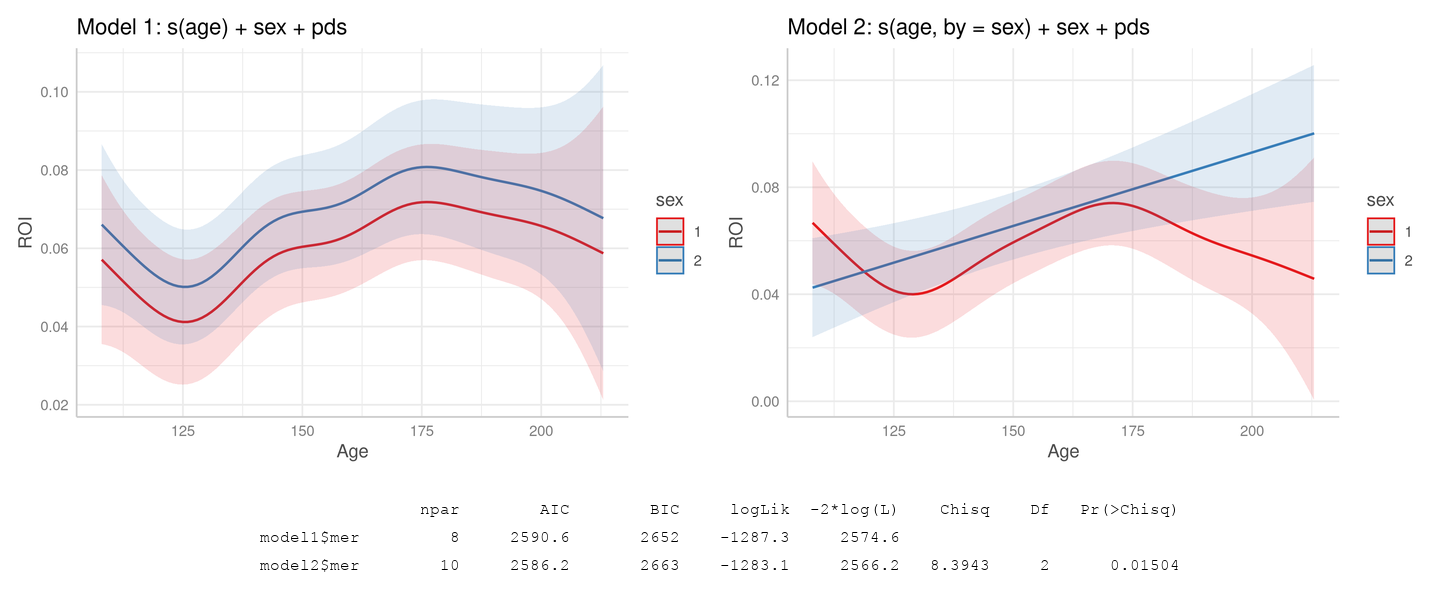 Model 1: s(age) + sex + pds
0.10
0.08
0.06
0.04
0.02
ROI
125 150 175 200
Age
sex
1
2
Model 2: s(age, by = sex) + sex + pds
0.12
0.08
0.04
0.00
ROI
125 150 175 200
Age
sex
1
2
npar AIC BIC logLik -2*log(L) Chisq Df Pr(>Chisq)
model1$mer 8 2590.6 2652 -1287.3 2574.6
model2$mer 10 2586.2 2663 -1283.1 2566.2 8.3943 2 0.01504